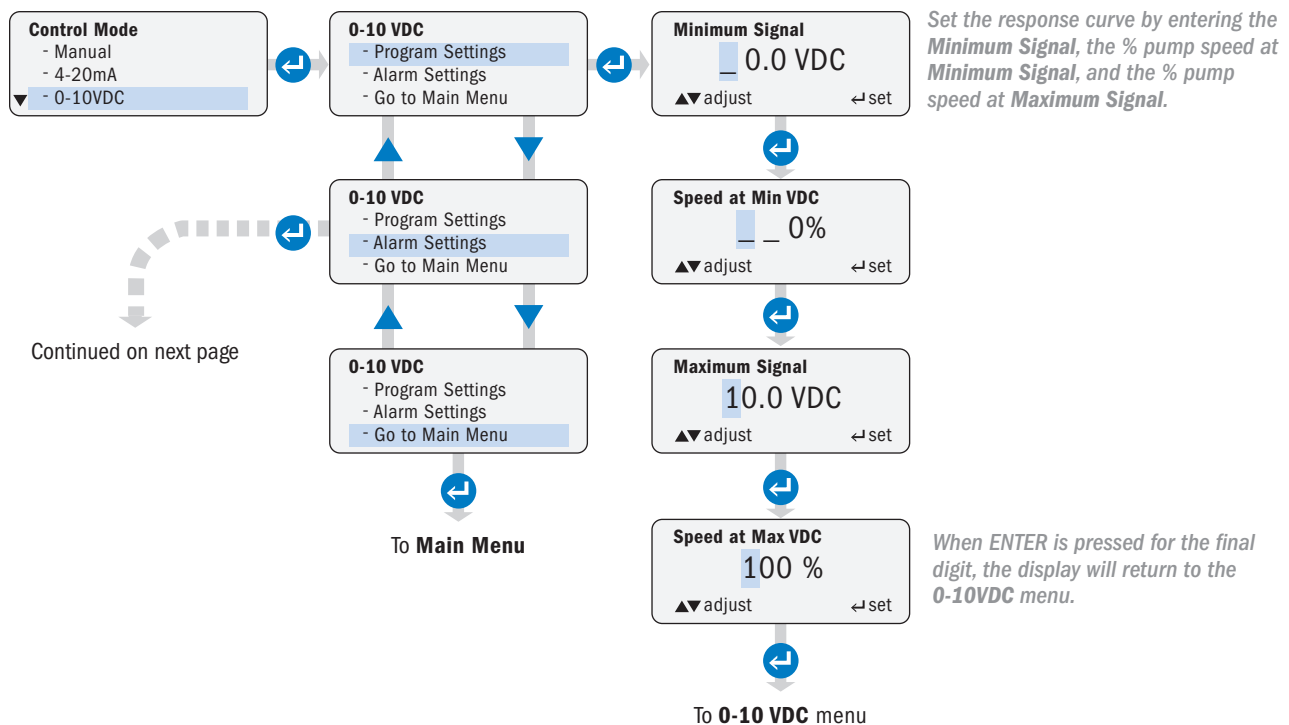 Control Mode
- Manual
- 4-20mA
- 0-10VDC
0-10 VDC
- Program Settings
- Alarm Settings
- Go to Main Menu
Minimum Signal
_ 0.0 VDC
▲▼ adjust ↵ set
Set the response curve by entering the
Minimum Signal, the % pump speed at
Minimum Signal, and the % pump
speed at Maximum Signal.
0-10 VDC
- Program Settings
- Alarm Settings
- Go to Main Menu
Speed at Min VDC
_ _ 0%
▲▼ adjust ↵ set
Continued on next page
0-10 VDC
- Program Settings
- Alarm Settings
- Go to Main Menu
To Main Menu
Maximum Signal
10.0 VDC
▲▼ adjust ↵ set
Speed at Max VDC
100 %
▲▼ adjust ↵ set
When ENTER is pressed for the final
digit, the display will return to the
0-10VDC menu.
To 0-10 VDC menu